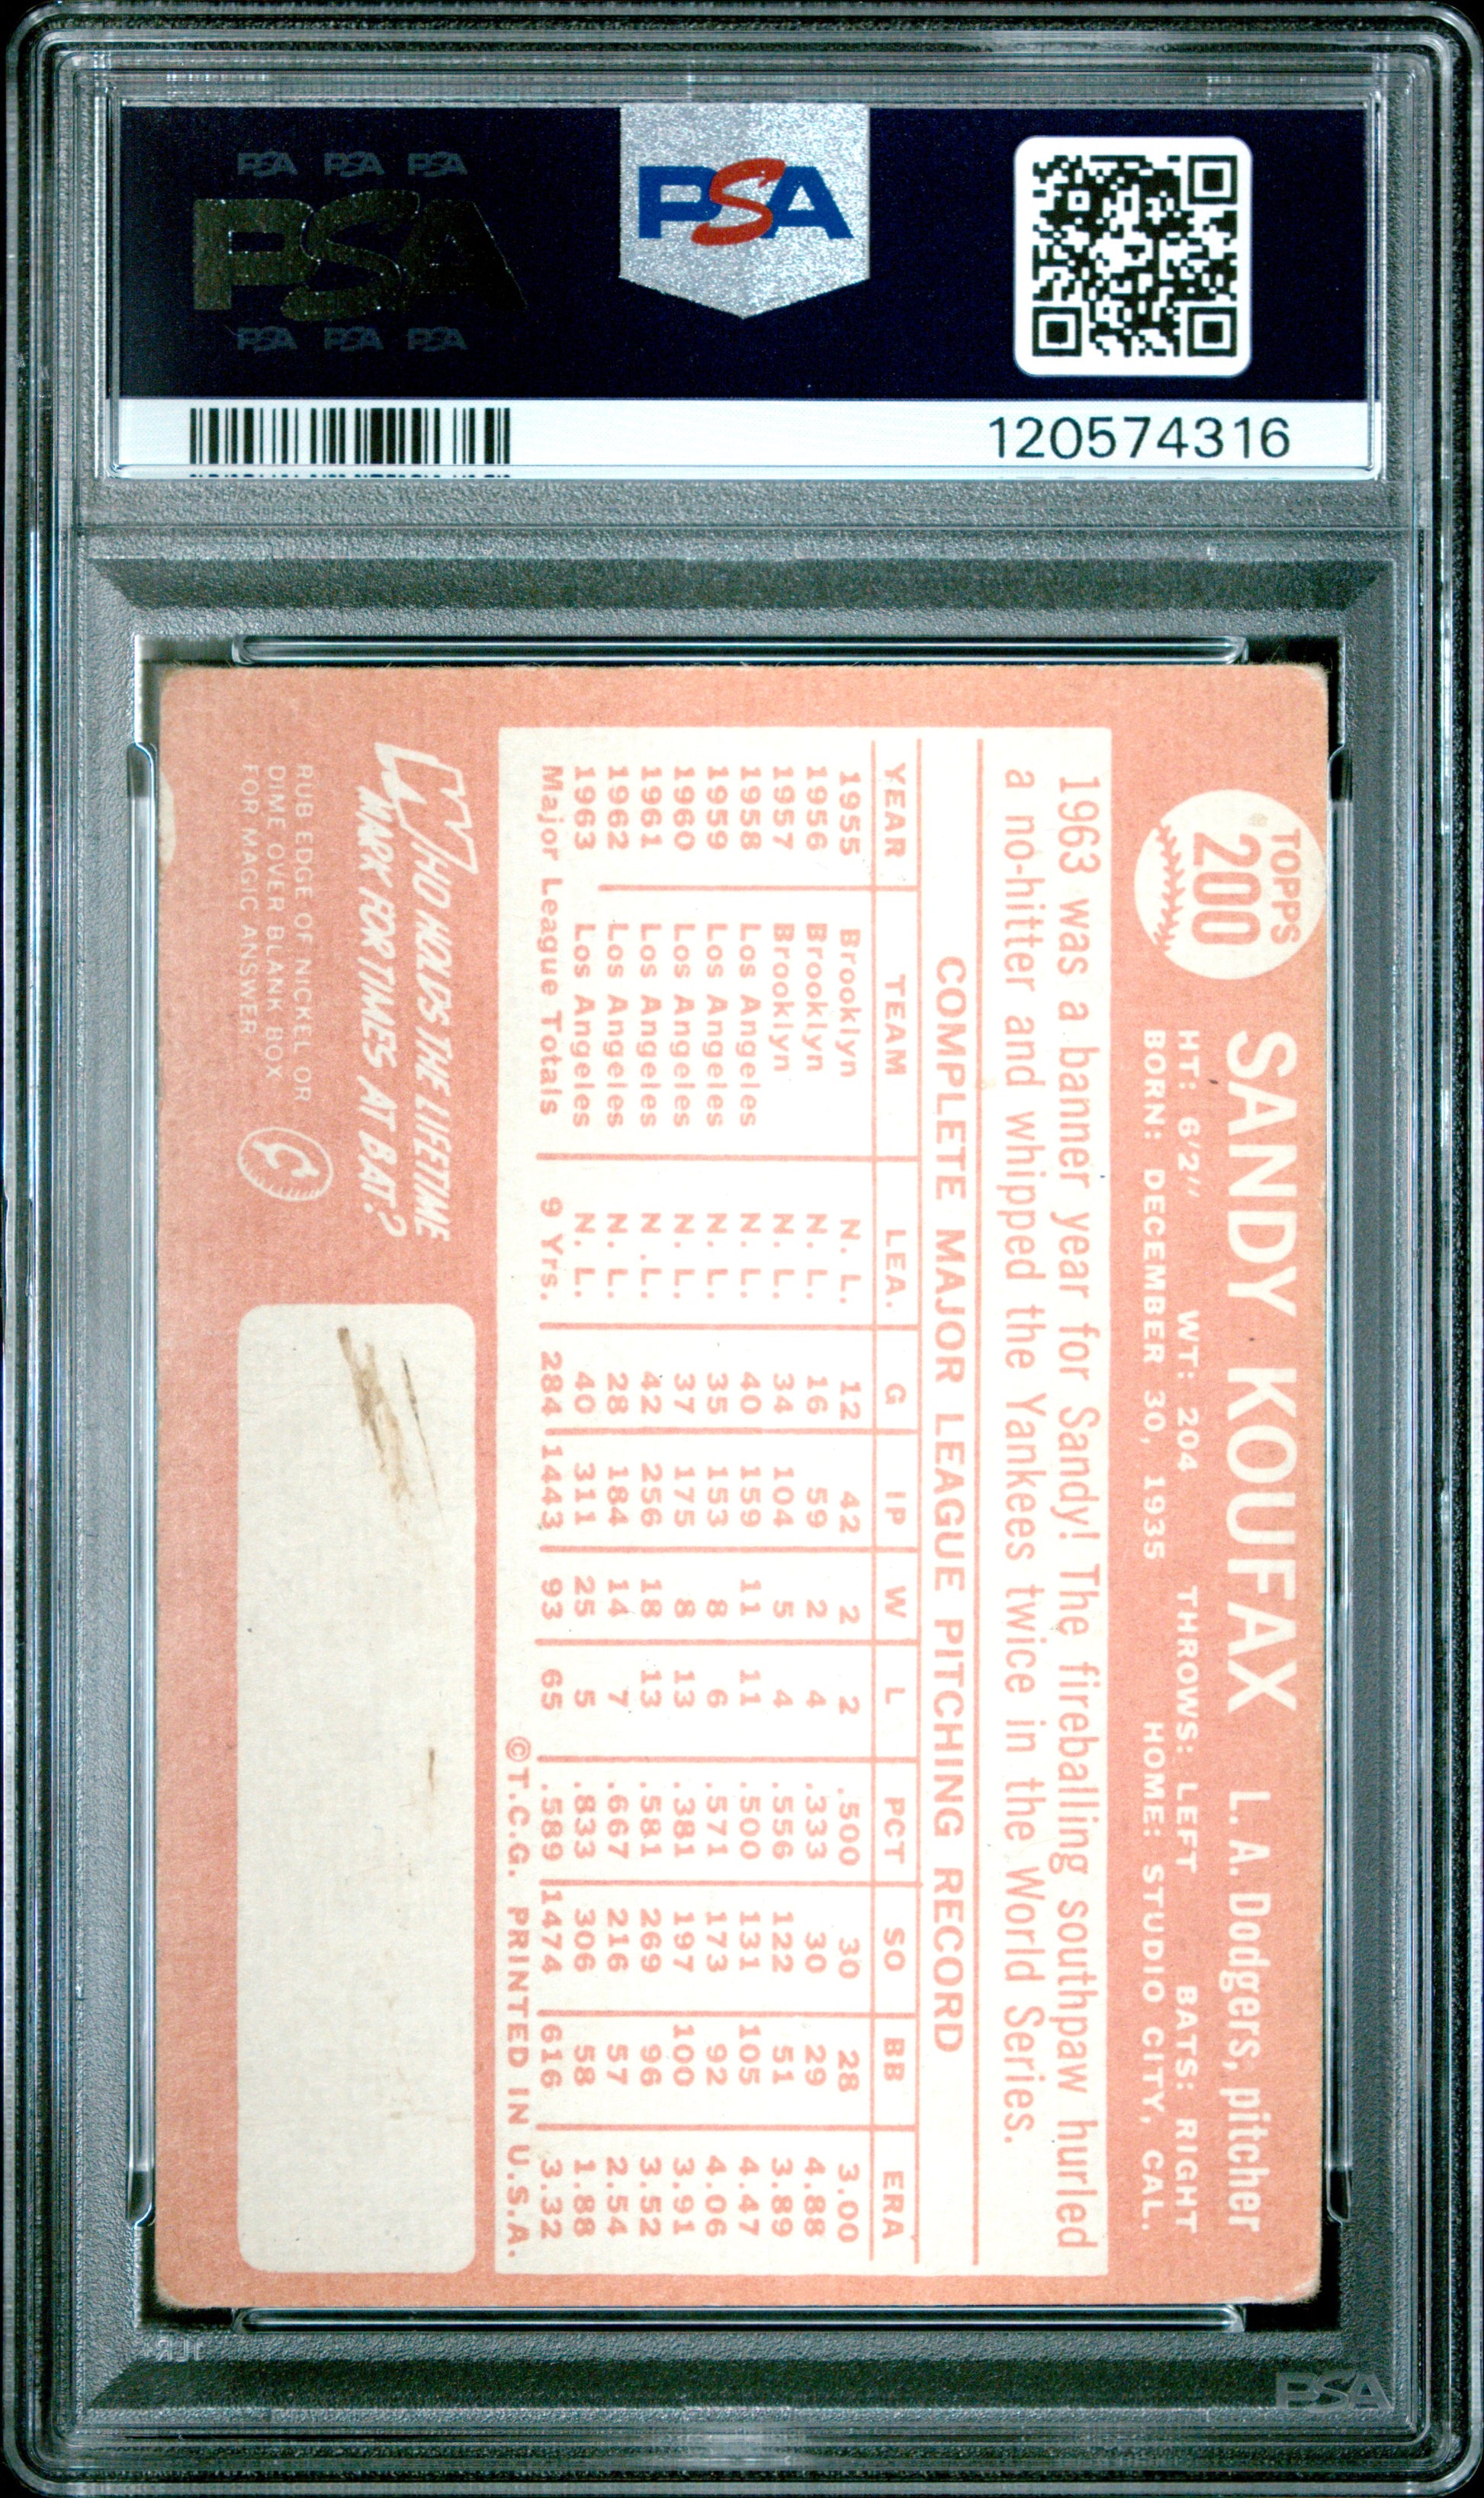 PSA PSA PSA
PSA
PSA PSA PSA
PSA
120574316
TOPPS
200
SANDY KOUFAX L. A. Dodgers, pitcher
HT: 6'2" WT: 204 THROWS: LEFT BATS: RIGHT
BORN: DECEMBER 30, 1935 HOME: STUDIO CITY, CAL.
1963 was a banner year for Sandy! The fireballing southpaw hurled
a no-hitter and whipped the Yankees twice in the World Series.
COMPLETE MAJOR LEAGUE PITCHING RECORD
YEAR TEAM LEA. G IP W L PCT SO BB ERA
1955 Brooklyn N. L. 12 42 2 2 .500 30 28 3.00
1956 Brooklyn N. L. 16 59 2 4 .333 30 29 4.88
1957 Brooklyn N. L. 34 104 5 4 .556 122 51 3.89
1958 Los Angeles N. L. 40 159 11 11 .500 131 105 4.47
1959 Los Angeles N. L. 35 153 8 6 .571 173 92 4.06
1960 Los Angeles N. L. 37 175 8 13 .381 197 100 3.91
1961 Los Angeles N. L. 42 256 18 13 .581 269 96 3.52
1962 Los Angeles N. L. 28 184 14 7 .667 216 57 2.54
1963 Los Angeles N. L. 40 311 25 5 .833 306 58 1.88
Major League Totals 9 Yrs. 284 1443 93 65 .589 1474 616 3.32
©T.C.G. PRINTED IN U.S.A.
WHO HOLDS THE LIFETIME
MARK FOR TIMES AT BAT?
RUB EDGE OF NICKEL OR
DIME OVER BLANK BOX
FOR MAGIC ANSWER
PSA